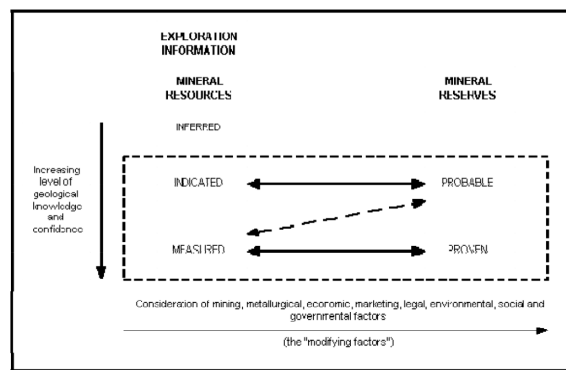 EXPLORATION
INFORMATION
MINERAL
RESOURCES
MINERAL
RESERVES
INFERRED
Increasing
level of
geological
knowledge
and
confidence
INDICATED
PROBABLE
MEASURED
PROVEN
Consideration of mining, metallurgical, economic, marketing, legal, environmental, social and
governmental factors
(the "modifying factors")